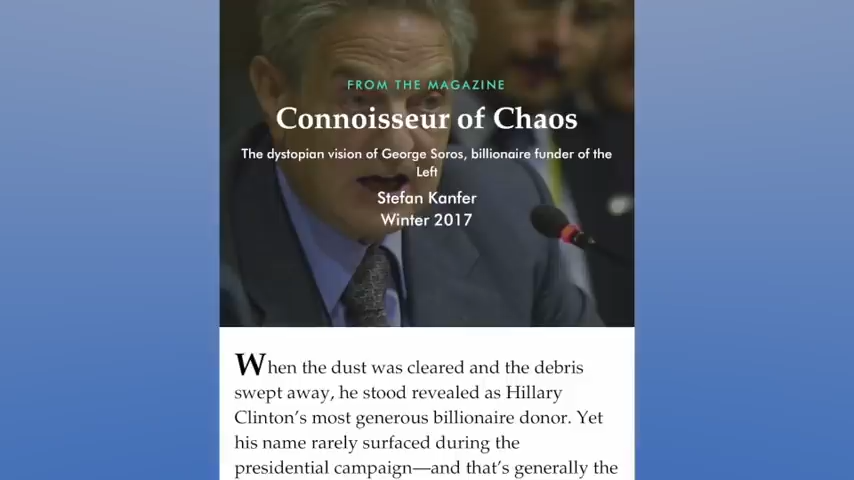 FROM THE MAGAZINE
Connoisseur of Chaos
The dystopian vision of George Soros, billionaire funder of the
Left
Stefan Kanfer
Winter 2017
When the dust was cleared and the debris
swept away, he stood revealed as Hillary
Clinton’s most generous billionaire donor. Yet
his name rarely surfaced during the
presidential campaign—and that’s generally the